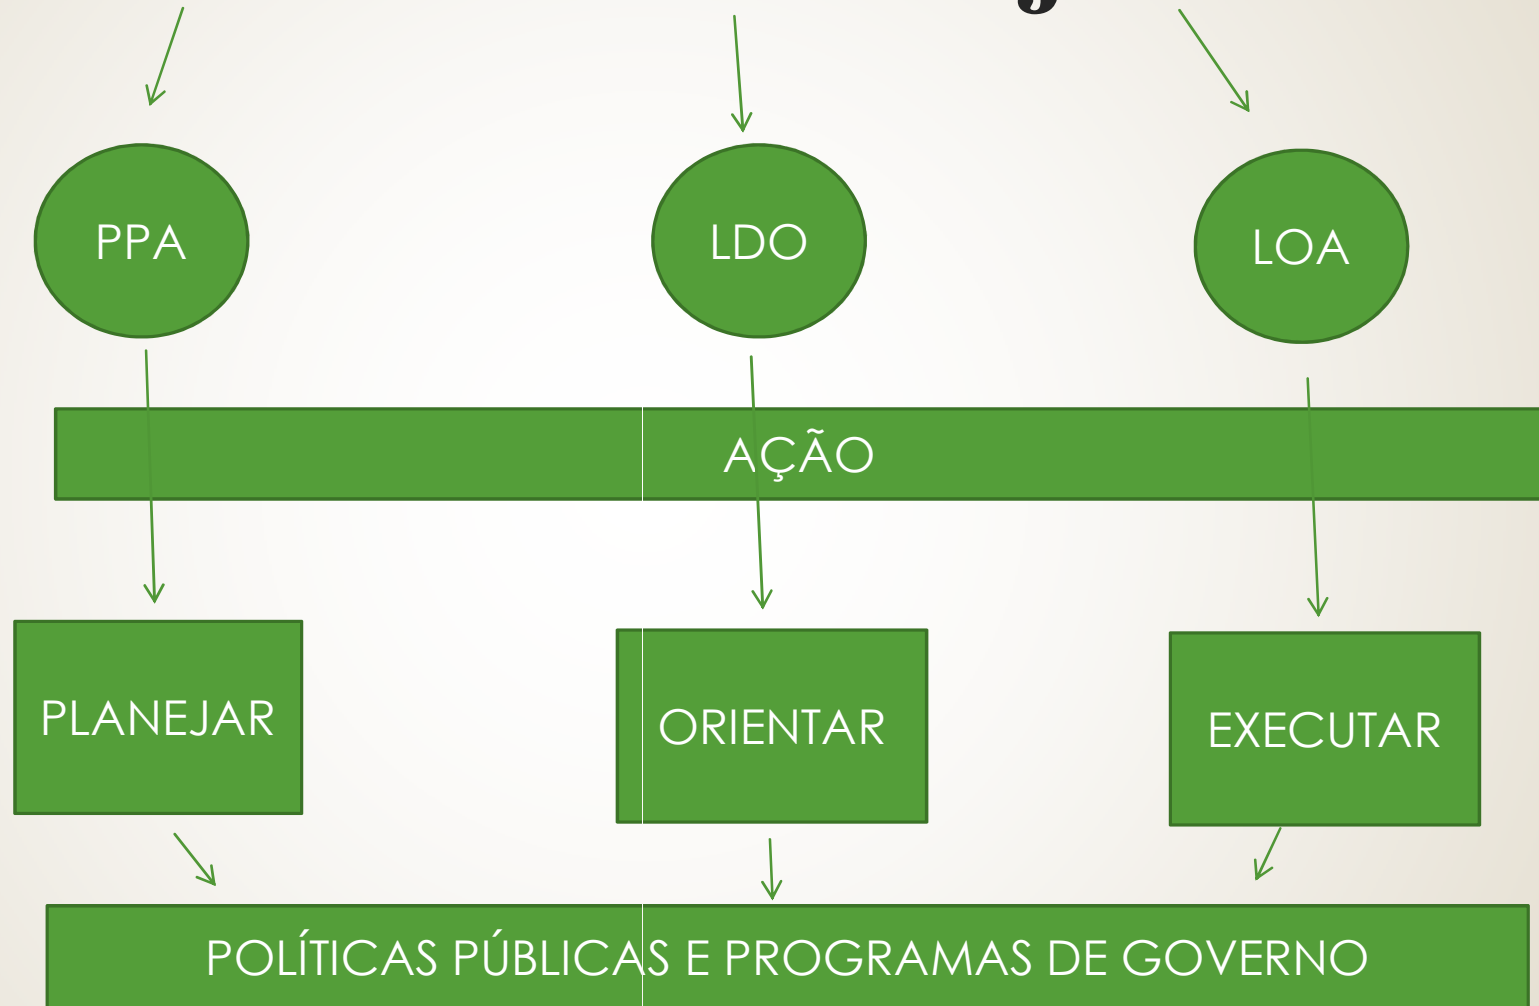 PPA
LDO
LOA
AÇÃO
PLANEJAR
ORIENTAR
EXECUTAR
POLÍTICAS PÚBLICAS E PROGRAMAS DE GOVERNO